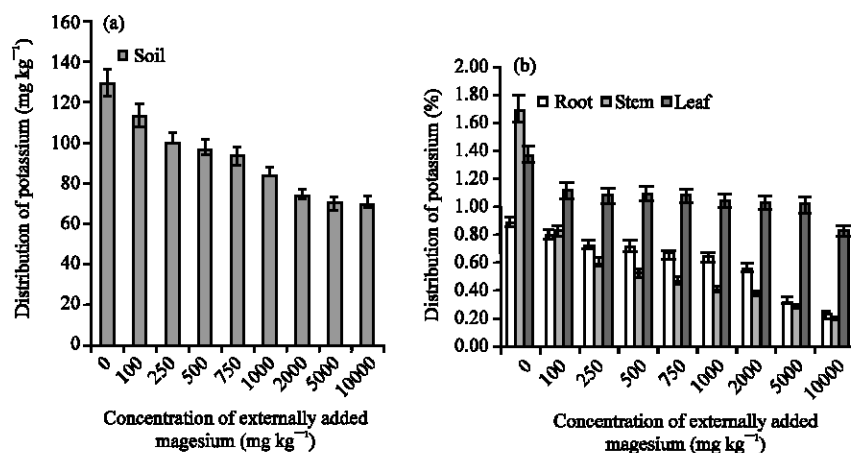 (a)
Soil
160
140
120
100
80
60
40
20
0
Distribution of potassium (mg kg⁻¹)
0 100 250 500 750 1000 2000 5000 10000
Concentration of externally added
magesium (mg kg⁻¹)
(b)
Root Stem Leaf
2.00
1.80
1.60
1.40
1.20
1.00
0.80
0.60
0.40
0.20
0.00
Distribution of potassium (%)
0 100 250 500 750 1000 2000 5000 10000
Concentration of externally added
magesium (mg kg⁻¹)